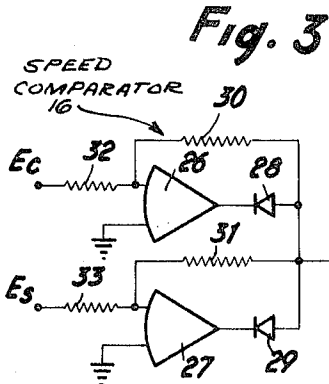 Fig. 3
SPEED
COMPARATOR
16
30
Ec
32
26
28
31
Es
33
27
29